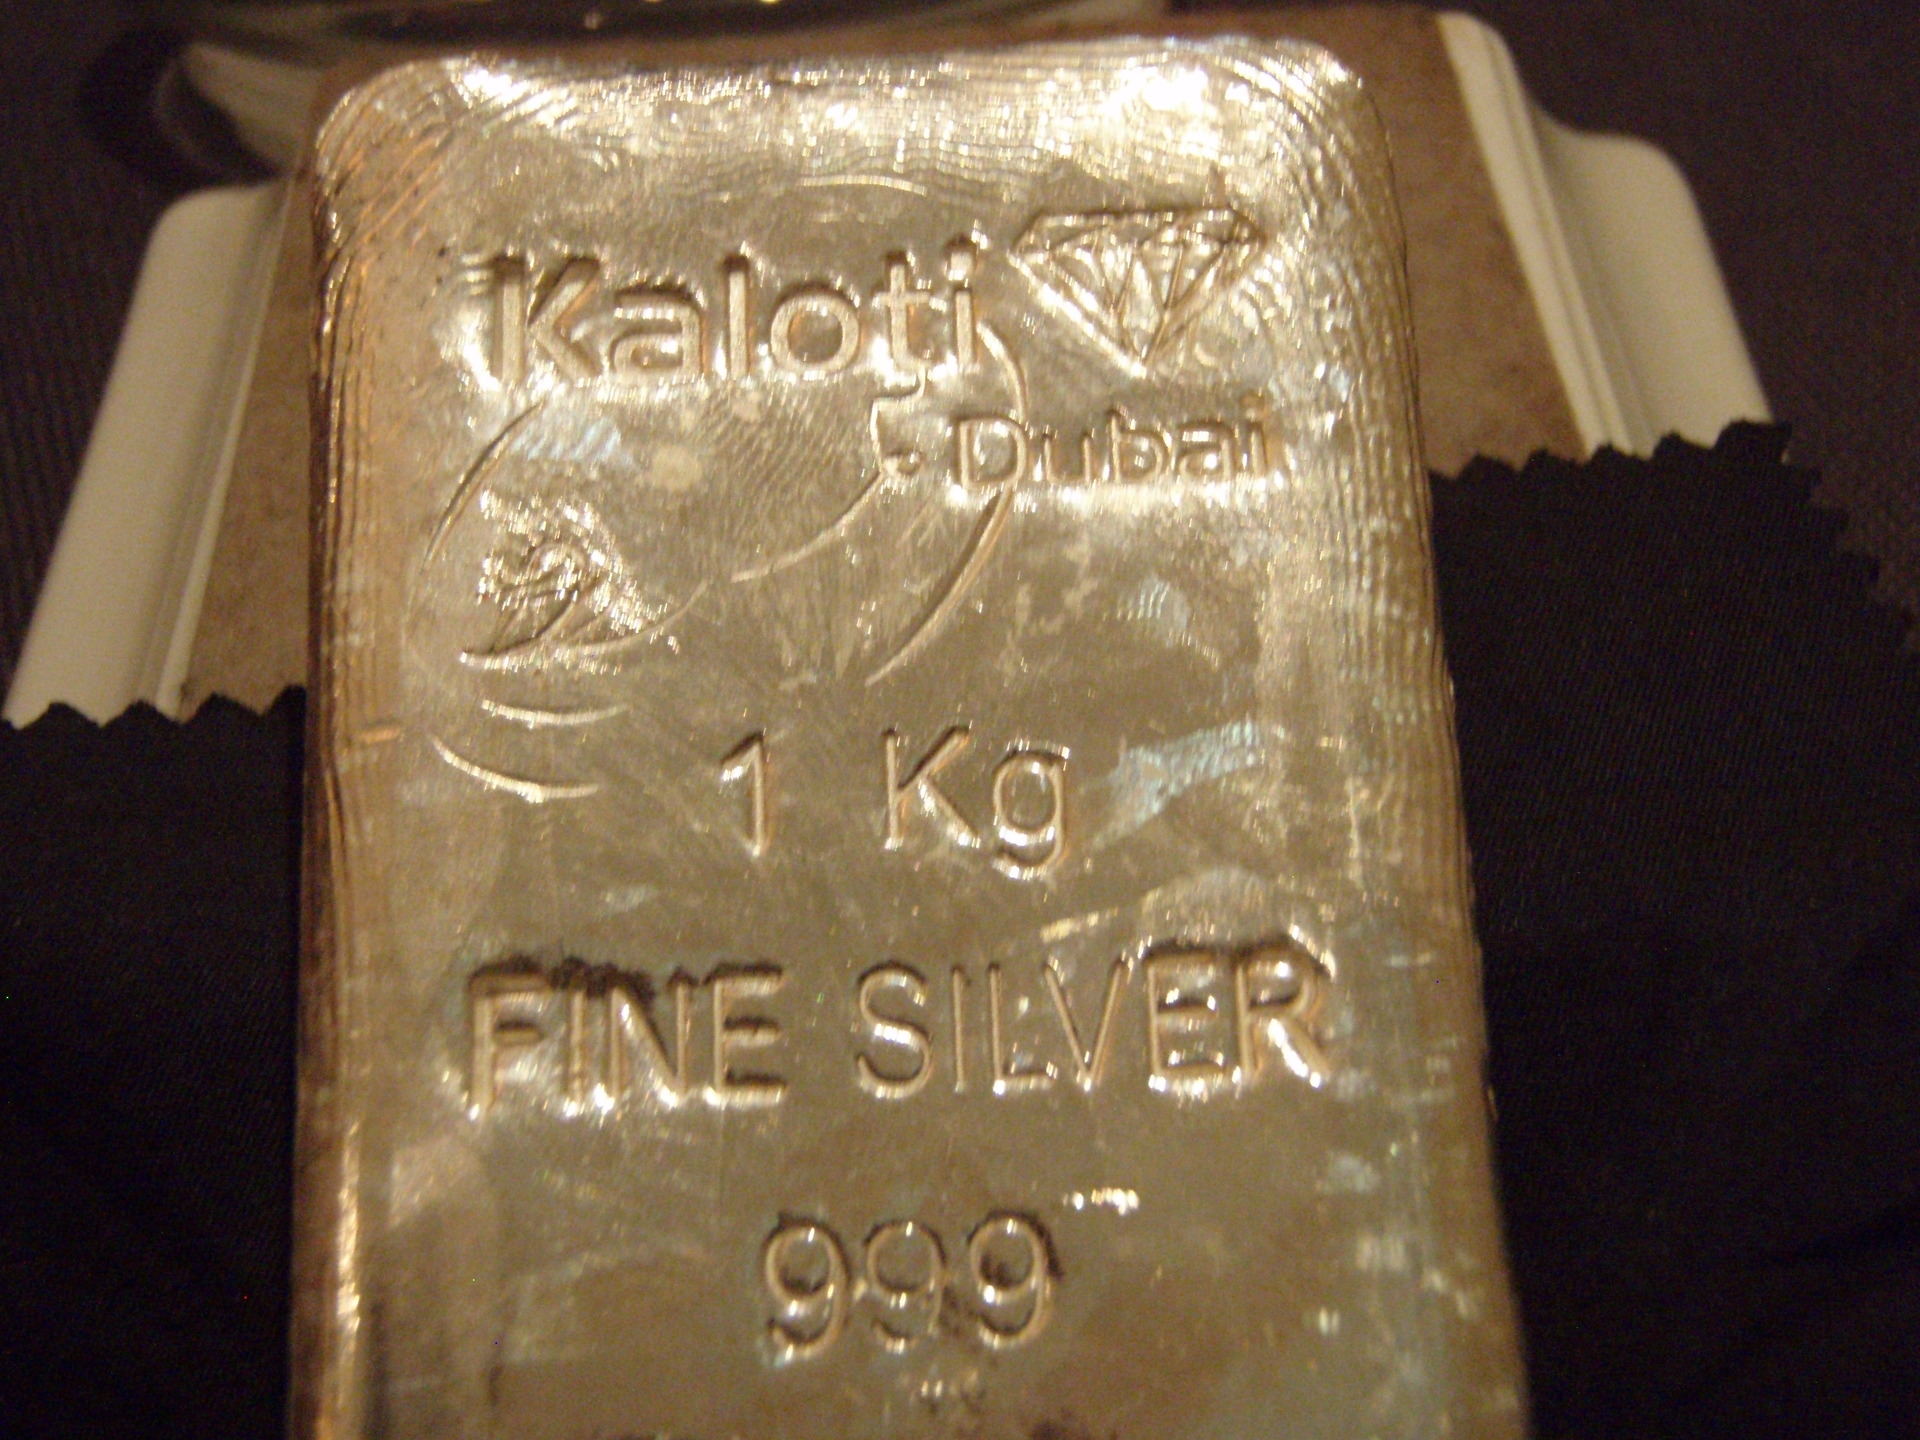 Kaloti
Dubai
1 Kg
FINE SILVER
999